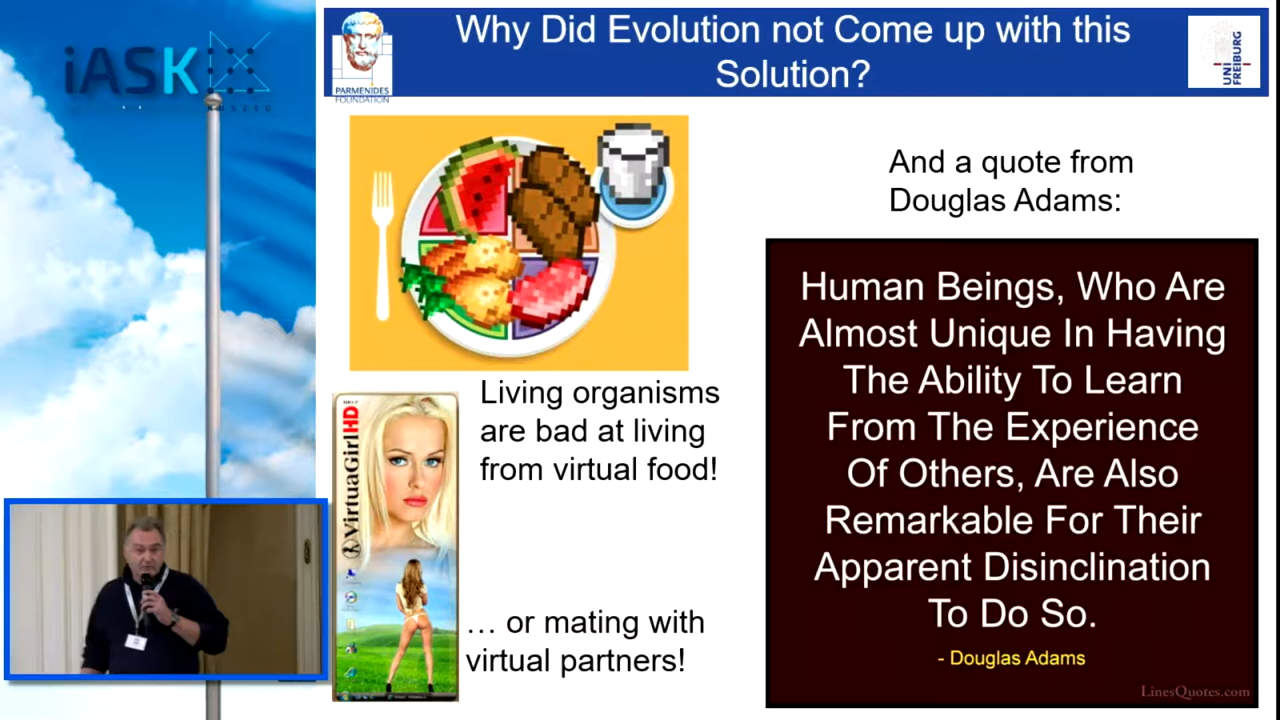 iASK
KŐSZEG
Why Did Evolution not Come up with this
Solution?
PARMENIDES
FOUNDATION
UNI
FREIBURG
And a quote from
Douglas Adams:
Human Beings, Who Are
Almost Unique In Having
The Ability To Learn
From The Experience
Of Others, Are Also
Remarkable For Their
Apparent Disinclination
To Do So.
- Douglas Adams
LinesQuotes.com
Living organisms
are bad at living
from virtual food!
VirtuaGirlHD
… or mating with
virtual partners!